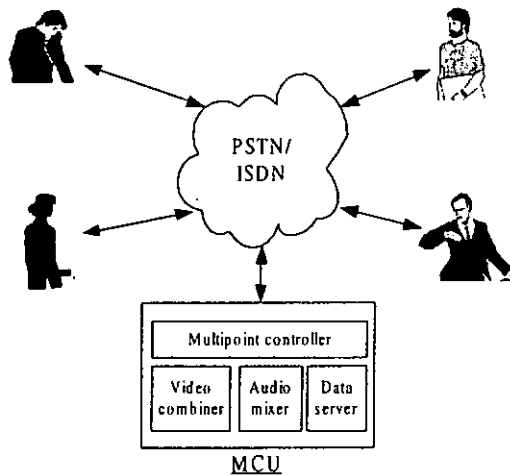 PSTN/
ISDN
Multipoint controller
Video
combiner
Audio
mixer
Data
server
MCU